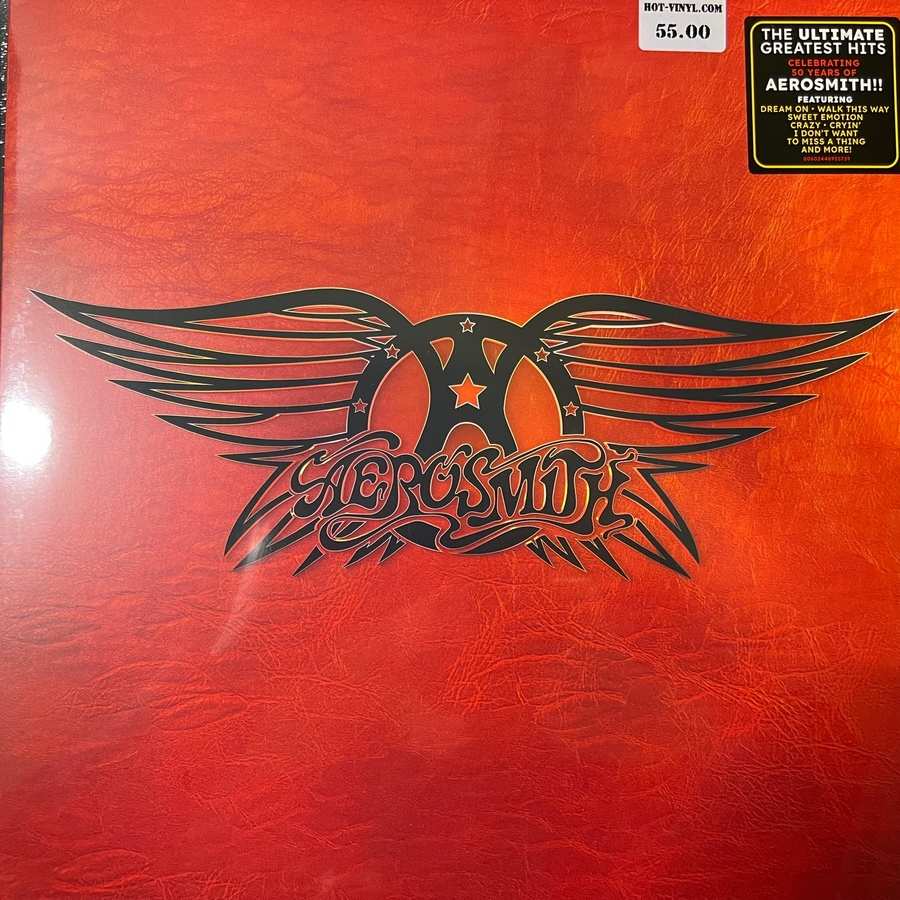 HOT-VINYL.COM
55.00
THE ULTIMATE
GREATEST HITS
CELEBRATING
50 YEARS OF
AEROSMITH!!
FEATURING
DREAM ON • WALK THIS WAY
SWEET EMOTION
CRAZY • CRYIN'
I DON'T WANT
TO MISS A THING
AND MORE!
AEROSMITH